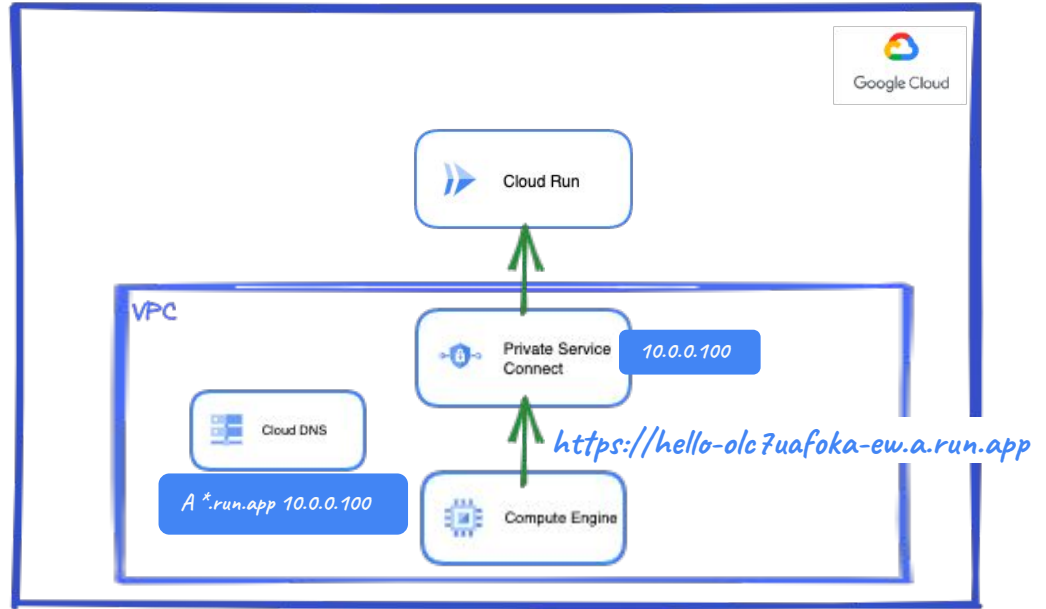 Google Cloud
Cloud Run
VPC
Private Service
Connect
10.0.0.100
Cloud DNS
https://hello-olc7uafoka-ew.a.run.app
A *.run.app 10.0.0.100
Compute Engine